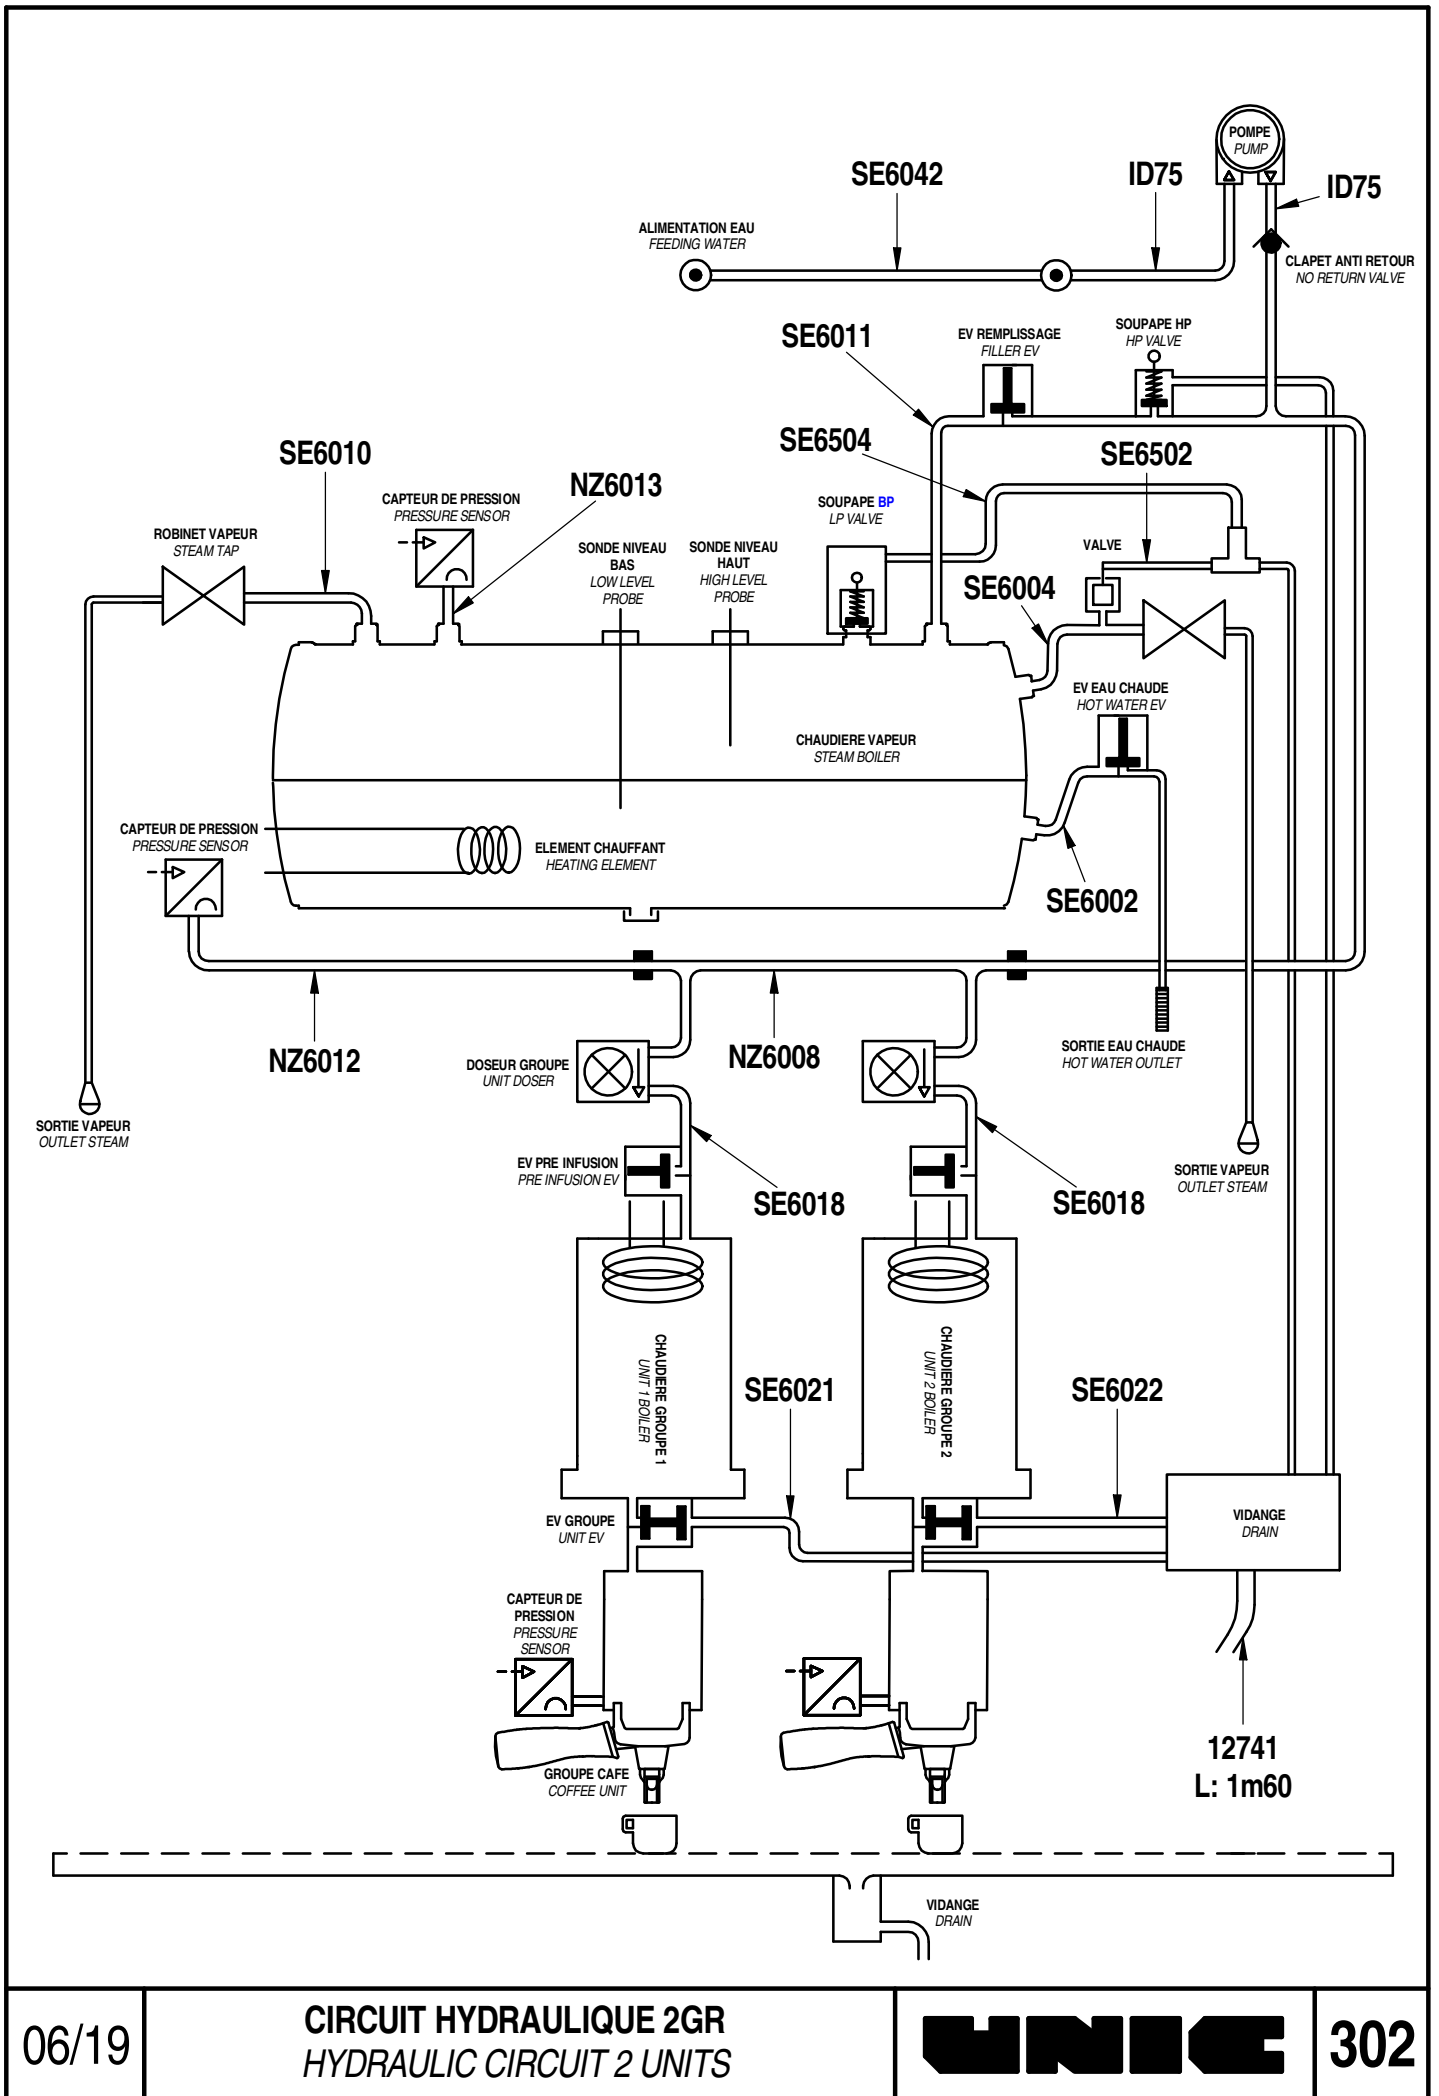 POMPE
PUMP
SE6042
ID75
ID75
ALIMENTATION EAU
FEEDING WATER
CLAPET ANTI RETOUR
NO RETURN VALVE
SE6011
EV REMPLISSAGE
FILLER EV
SOUPAPE HP
HP VALVE
SE6504
SE6010
SE6502
CAPTEUR DE PRESSION
PRESSURE SENSOR
NZ6013
SOUPAPE BP
LP VALVE
ROBINET VAPEUR
STEAM TAP
SONDE NIVEAU
BAS
LOW LEVEL
PROBE
SONDE NIVEAU
HAUT
HIGH LEVEL
PROBE
VALVE
SE6004
EV EAU CHAUDE
HOT WATER EV
CHAUDIERE VAPEUR
STEAM BOILER
CAPTEUR DE PRESSION
PRESSURE SENSOR
ELEMENT CHAUFFANT
HEATING ELEMENT
SE6002
NZ6012
DOSEUR GROUPE
UNIT DOSER
NZ6008
SORTIE EAU CHAUDE
HOT WATER OUTLET
SORTIE VAPEUR
OUTLET STEAM
EV PRE INFUSION
PRE INFUSION EV
SORTIE VAPEUR
OUTLET STEAM
SE6018
SE6018
CHAUDIERE GROUPE 1
UNIT 1 BOILER
CHAUDIERE GROUPE 2
UNIT 2 BOILER
SE6021
SE6022
EV GROUPE
UNIT EV
VIDANGE
DRAIN
CAPTEUR DE
PRESSION
PRESSURE
SENSOR
12741
L: 1m60
GROUPE CAFE
COFFEE UNIT
VIDANGE
DRAIN
06/19
CIRCUIT HYDRAULIQUE 2GR
HYDRAULIC CIRCUIT 2 UNITS
UNIC
302